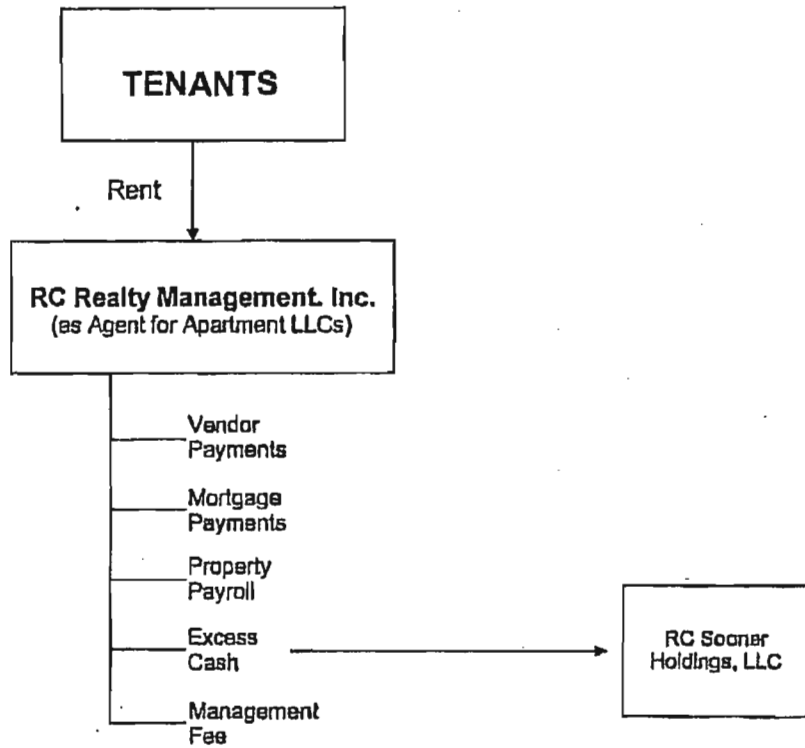 TENANTS
Rent
RC Realty Management. Inc.
(as Agent for Apartment LLCs)
Vendor
Payments
Mortgage
Payments
Property
Payroll
Excess
Cash
RC Sooner
Holdings, LLC
Management
Fee